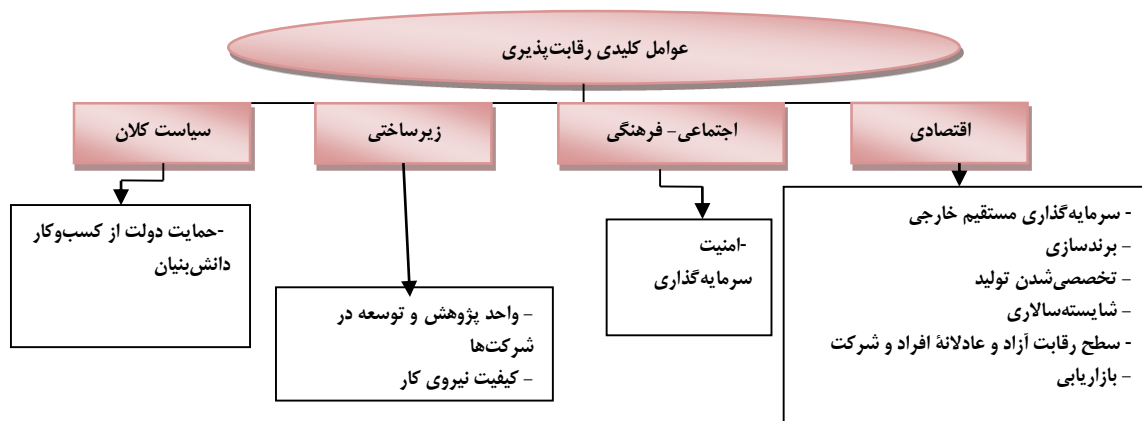 عوامل کلیدی رقابت‌پذیری
اقتصادی
اجتماعی- فرهنگی
زیرساختی
سیاست کلان
- سرمایه‌گذاری مستقیم خارجی
- برندسازی
- تخصصی‌شدن تولید
- شایسته‌سالاری
- سطح رقابت آزاد و عادلانۀ افراد و شرکت
- بازاریابی
-امنیت
سرمایه‌گذاری
- واحد پژوهش و توسعه در
شرکت‌ها
- کیفیت نیروی کار
-حمایت دولت از کسب‌وکار
دانش‌بنیان